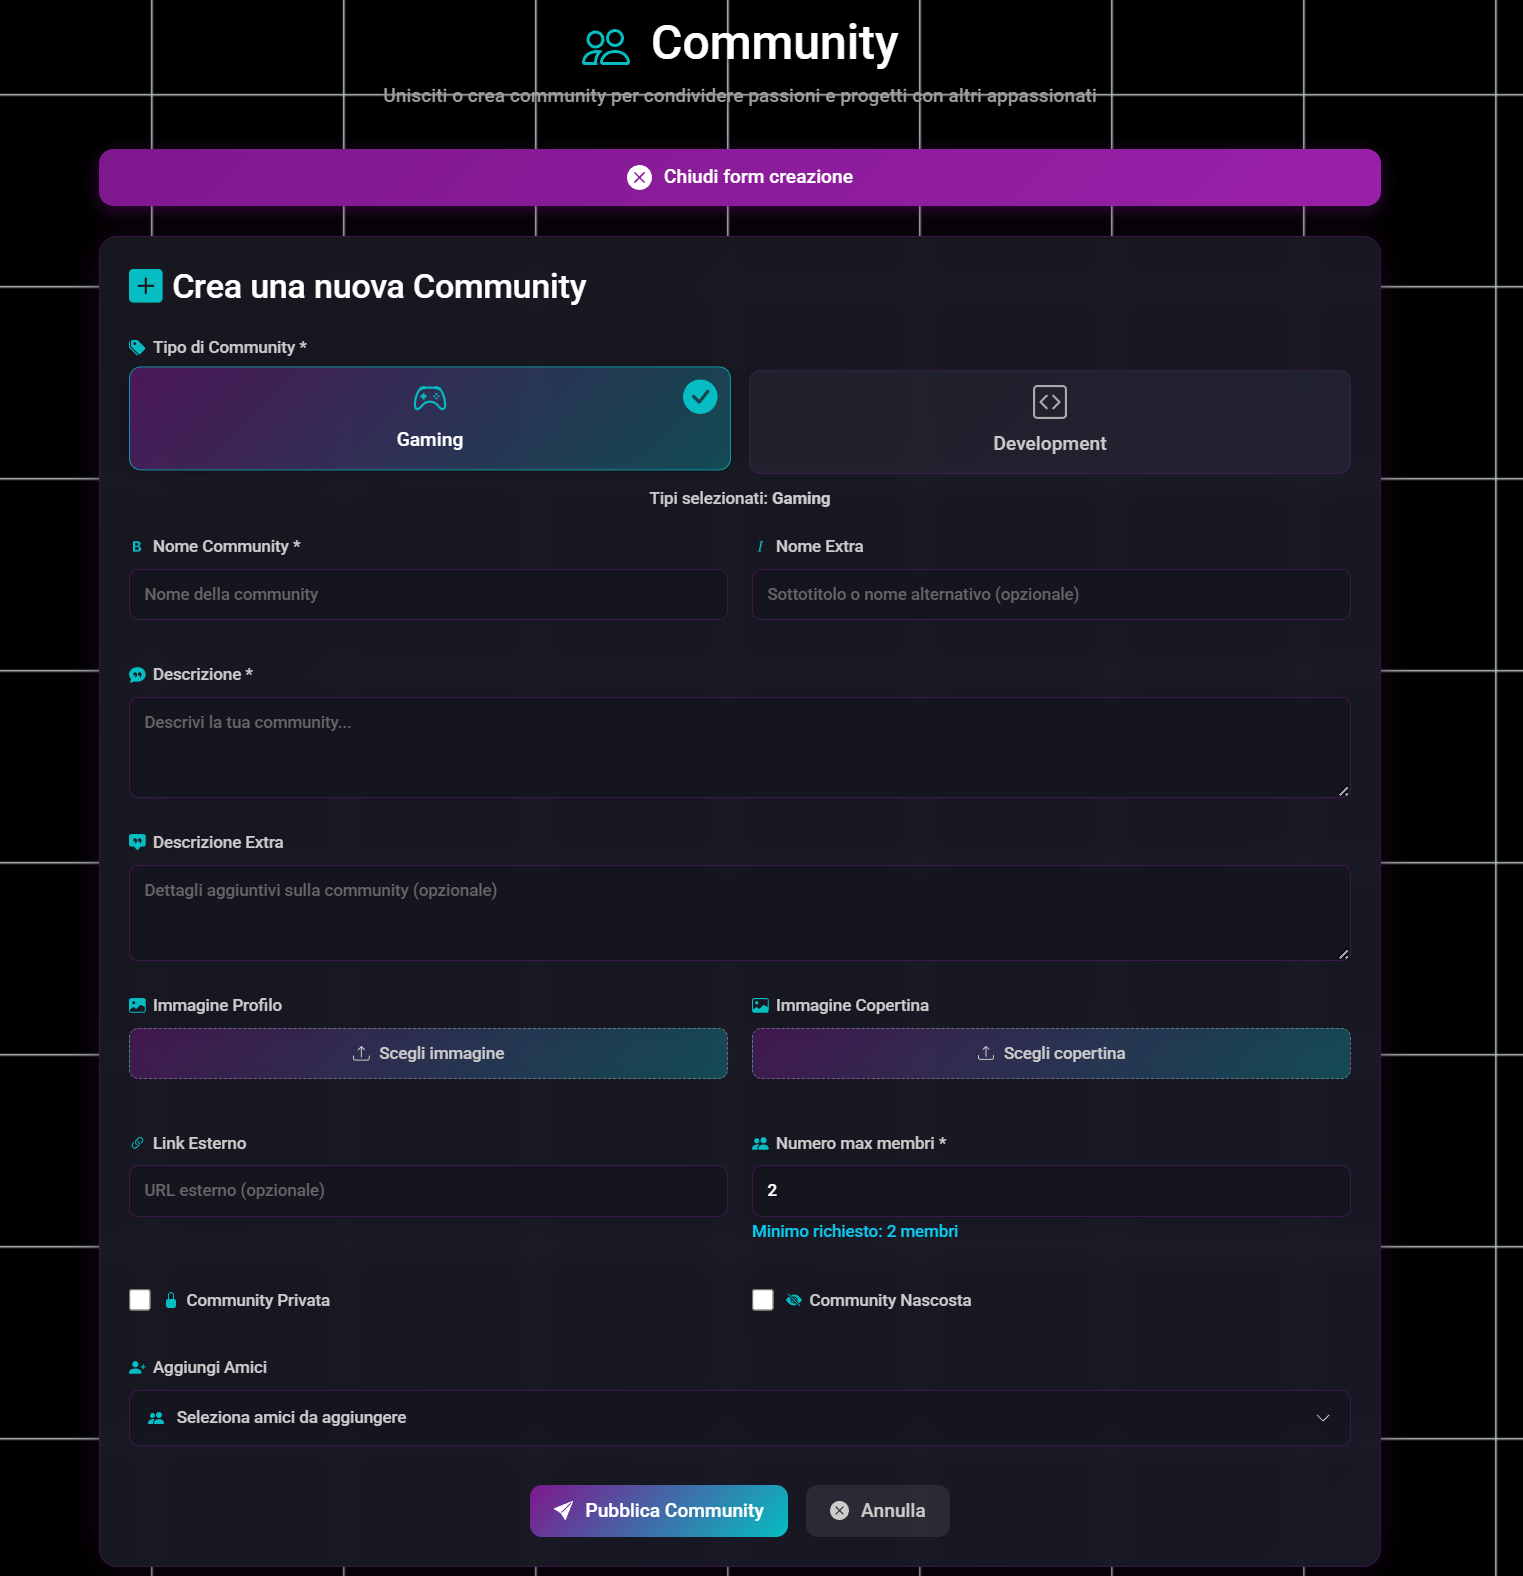 Community
Unisciti o crea community per condividere passioni e progetti con altri appassionati
Chiudi form creazione
Crea una nuova Community
Tipo di Community *
Gaming
Development
Tipi selezionati: Gaming
B Nome Community *
I Nome Extra
Nome della community
Sottotitolo o nome alternativo (opzionale)
Descrizione *
Descrivi la tua community...
Descrizione Extra
Dettagli aggiuntivi sulla community (opzionale)
Immagine Profilo
Immagine Copertina
Scegli immagine
Scegli copertina
Link Esterno
Numero max membri *
URL esterno (opzionale)
2
Minimo richiesto: 2 membri
Community Privata
Community Nascosta
Aggiungi Amici
Seleziona amici da aggiungere
Pubblica Community
Annulla